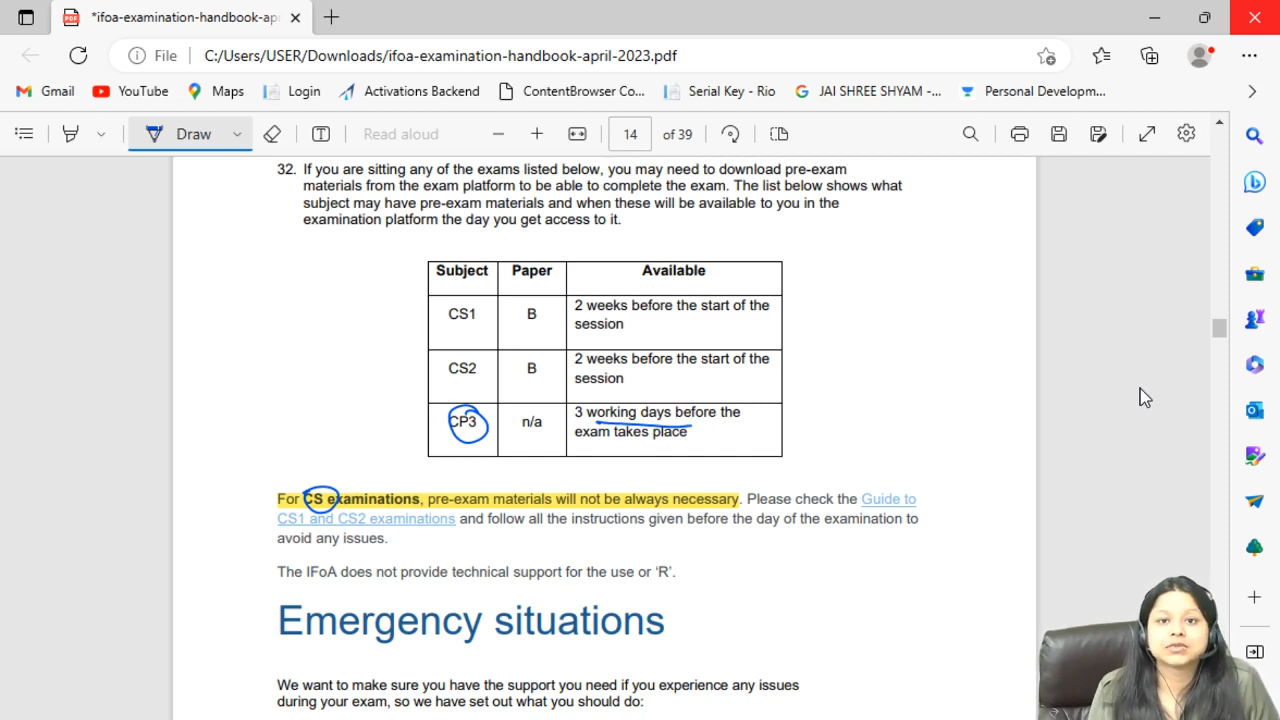 *ifoa-examination-handbook-ap
File C:/Users/USER/Downloads/ifoa-examination-handbook-april-2023.pdf
Gmail YouTube Maps Login Activations Backend ContentBrowser Co... Serial Key - Rio JAI SHREE SHYAM -... Personal Developm...
Draw Read aloud 14 of 39
32. If you are sitting any of the exams listed below, you may need to download pre-exam
materials from the exam platform to be able to complete the exam. The list below shows what
subject may have pre-exam materials and when these will be available to you in the
examination platform the day you get access to it.
Subject Paper Available
CS1 B 2 weeks before the start of the
session
CS2 B 2 weeks before the start of the
session
CP3 n/a 3 working days before the
exam takes place
For CS examinations, pre-exam materials will not be always necessary. Please check the Guide to
CS1 and CS2 examinations and follow all the instructions given before the day of the examination to
avoid any issues.
The IFoA does not provide technical support for the use or ‘R’.
Emergency situations
We want to make sure you have the support you need if you experience any issues
during your exam, so we have set out what you should do: